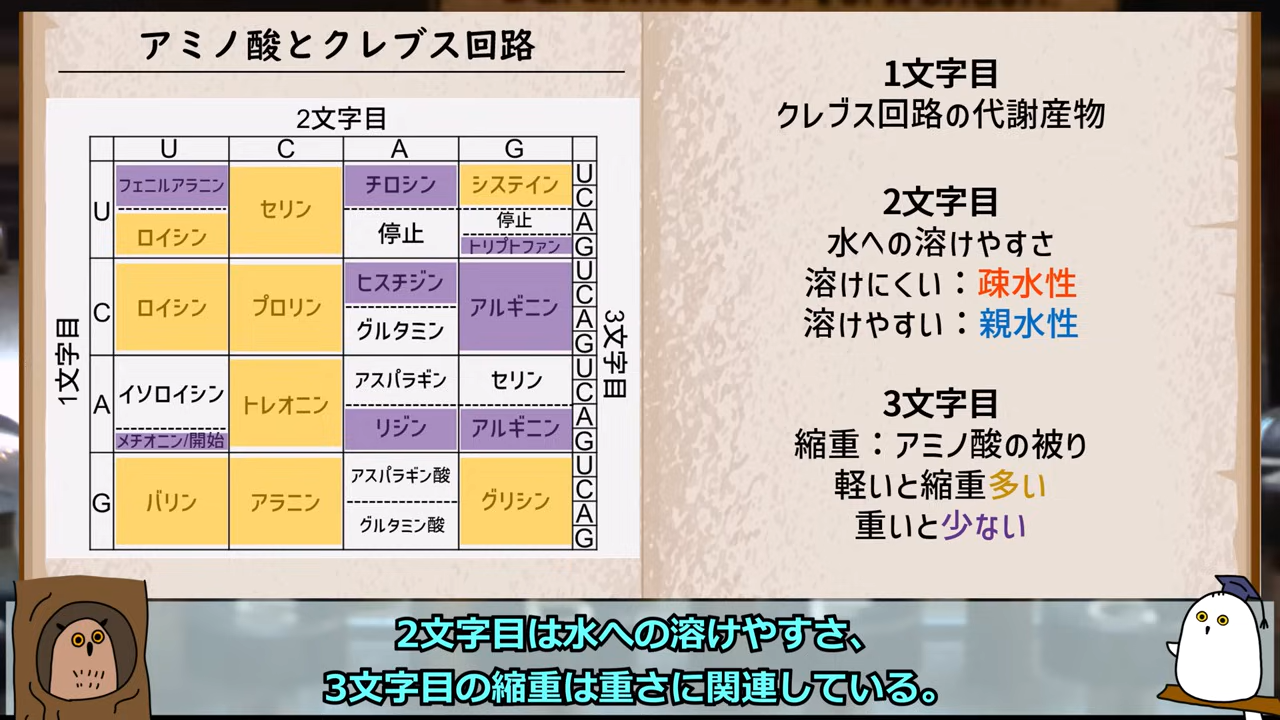 アミノ酸とクレブス回路
2文字目
U C A G
1文字目
3文字目
U
フェニルアラニン
ロイシン
セリン
チロシン
停止
システイン
停止
トリプトファン
U
C
A
G
C
ロイシン
プロリン
ヒスチジン
グルタミン
アルギニン
U
C
A
G
A
イソロイシン
メチオニン/開始
トレオニン
アスパラギン
リジン
セリン
アルギニン
U
C
A
G
G
バリン
アラニン
アスパラギン酸
グルタミン酸
グリシン
U
C
A
G
1文字目
クレブス回路の代謝産物
2文字目
水への溶けやすさ
溶けにくい：疎水性
溶けやすい：親水性
3文字目
縮重：アミノ酸の被り
軽いと縮重多い
重いと少ない
2文字目は水への溶けやすさ、
3文字目の縮重は重さに関連している。